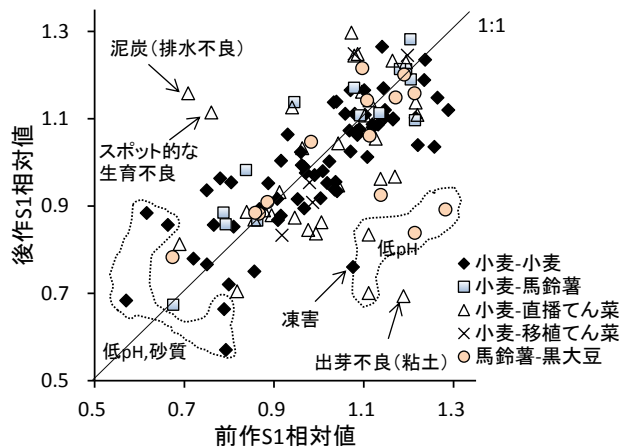 1.3
1.1
0.9
0.7
0.5
後作S1相対値
泥炭(排水不良)
スポット的な
生育不良
1:1
低pH
凍害
出芽不良(粘土)
低pH,砂質
小麦-小麦
小麦-馬鈴薯
小麦-直播てん菜
小麦-移植てん菜
馬鈴薯-黒大豆
0.5
0.7
0.9
1.1
1.3
前作S1相対値